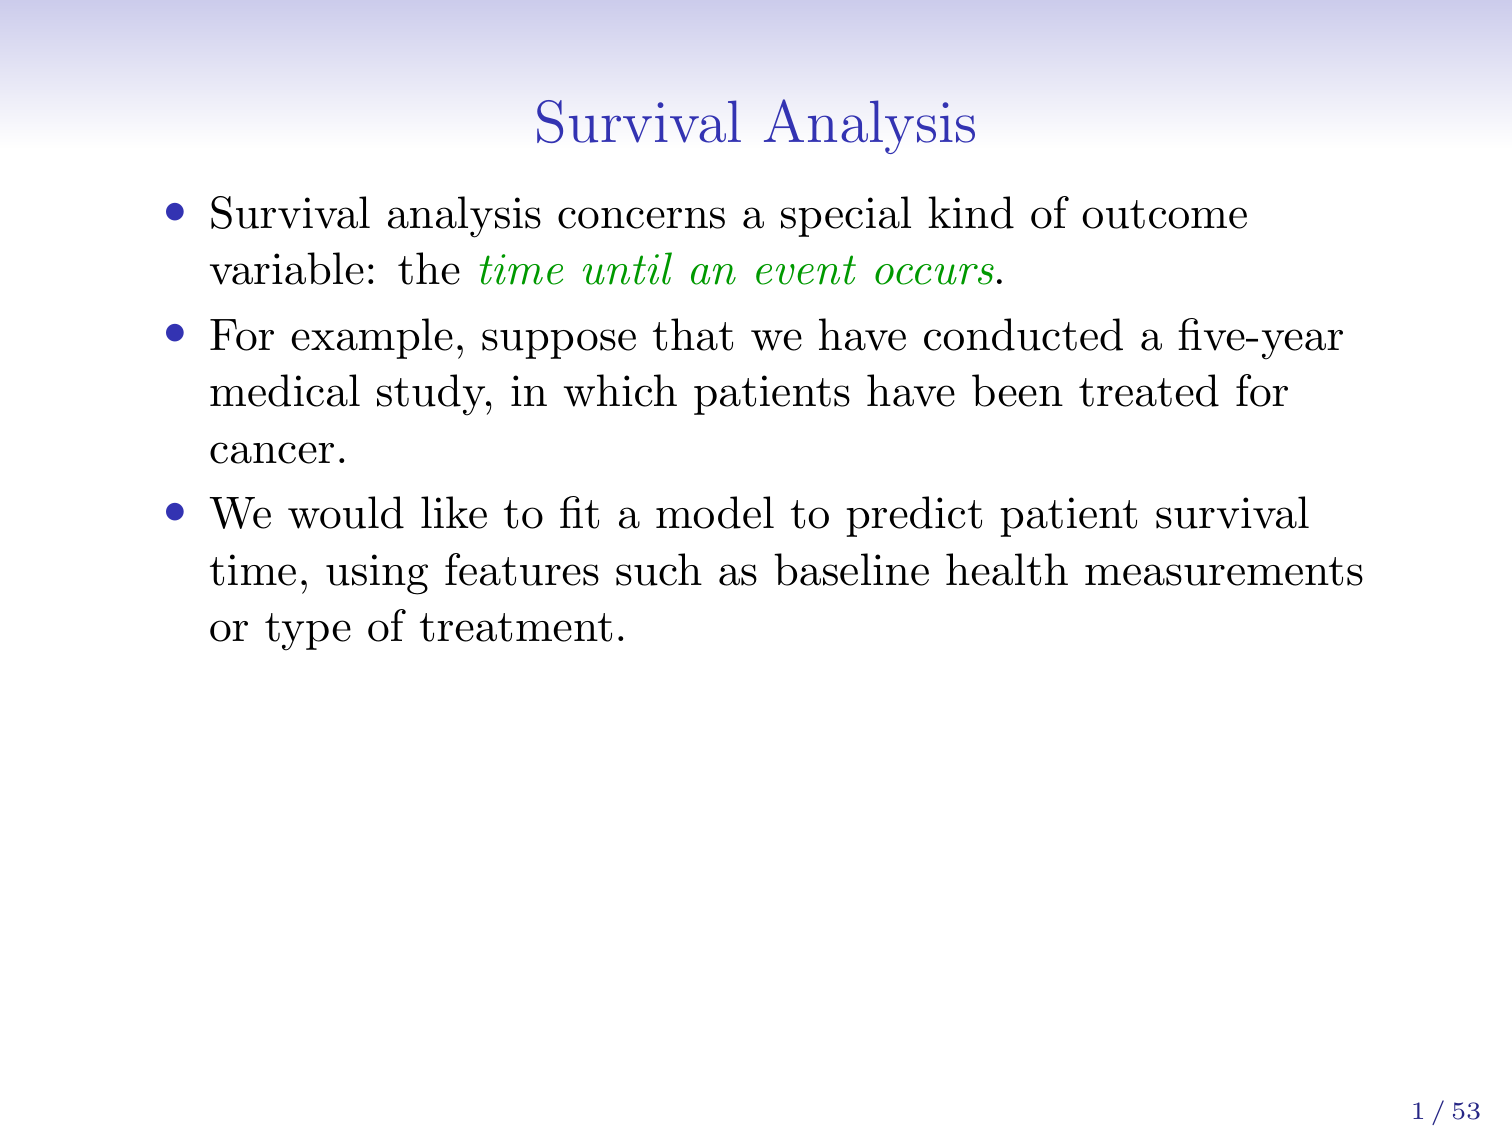 Survival Analysis
• Survival analysis concerns a special kind of outcome
variable: the time until an event occurs.
• For example, suppose that we have conducted a five-year
medical study, in which patients have been treated for
cancer.
• We would like to fit a model to predict patient survival
time, using features such as baseline health measurements
or type of treatment.
1 / 53